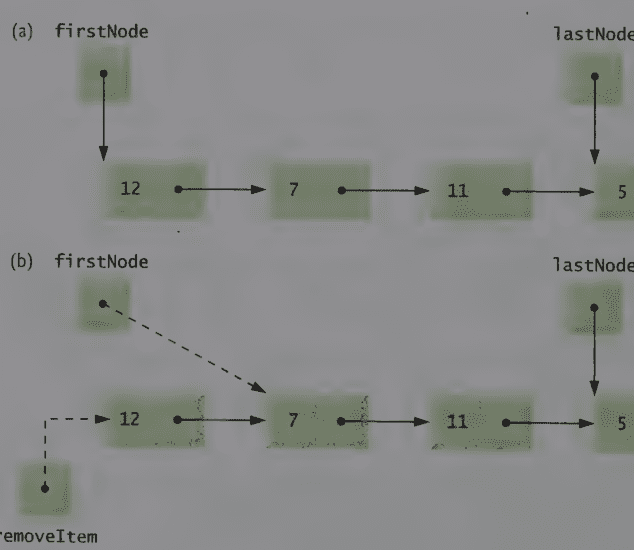 (a) firstNode lastNode
12 7 11 5
(b) firstNode lastNode
12 7 11 5
removeItem